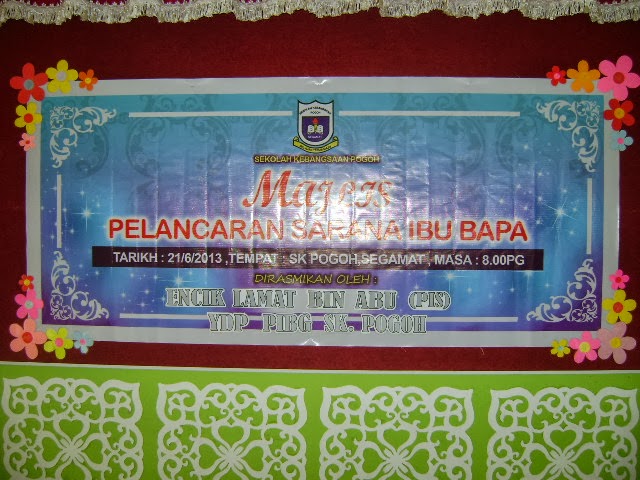 SEKOLAH KEBANGSAAN POGOH
MAJLIS
PELANCARAN SARANA IBU BAPA
TARIKH : 21/6/2013 , TEMPAT : SK POGOH,SEGAMAT , MASA : 8.00PG
DIRASMIKAN OLEH :
ENCIK LAMAT BIN ABU (PIS)
YDP PIBG SK. POGOH